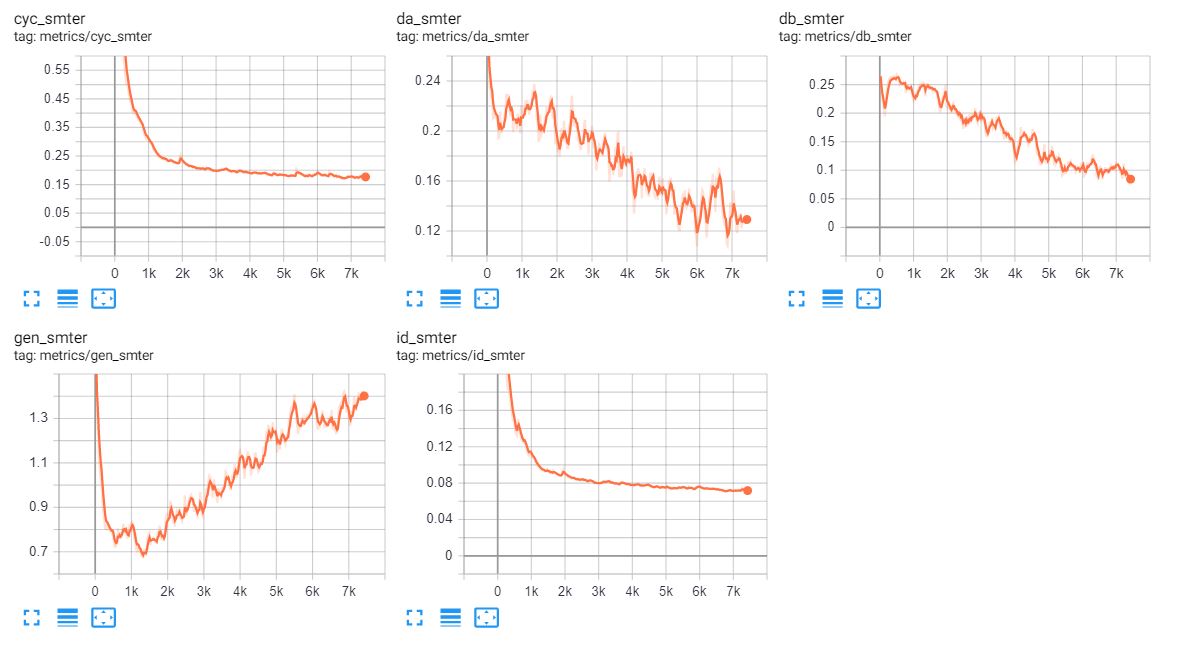 cyc_smter
tag: metrics/cyc_smter
0.55
0.45
0.35
0.25
0.15
0.05
-0.05
0 1k 2k 3k 4k 5k 6k 7k
da_smter
tag: metrics/da_smter
0.24
0.2
0.16
0.12
0 1k 2k 3k 4k 5k 6k 7k
db_smter
tag: metrics/db_smter
0.25
0.2
0.15
0.1
0.05
0
0 1k 2k 3k 4k 5k 6k 7k
gen_smter
tag: metrics/gen_smter
1.3
1.1
0.9
0.7
0 1k 2k 3k 4k 5k 6k 7k
id_smter
tag: metrics/id_smter
0.16
0.12
0.08
0.04
0
0 1k 2k 3k 4k 5k 6k 7k